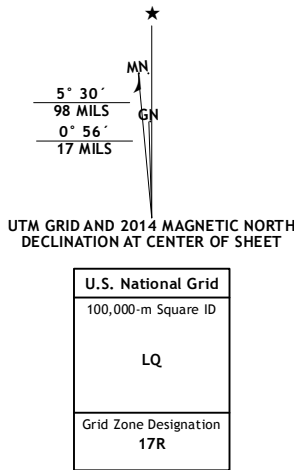 ★
MN
GN
5° 30´
98 MILS
0° 56´
17 MILS
UTM GRID AND 2014 MAGNETIC NORTH
DECLINATION AT CENTER OF SHEET
U.S. National Grid
100,000-m Square ID
LQ
Grid Zone Designation
17R